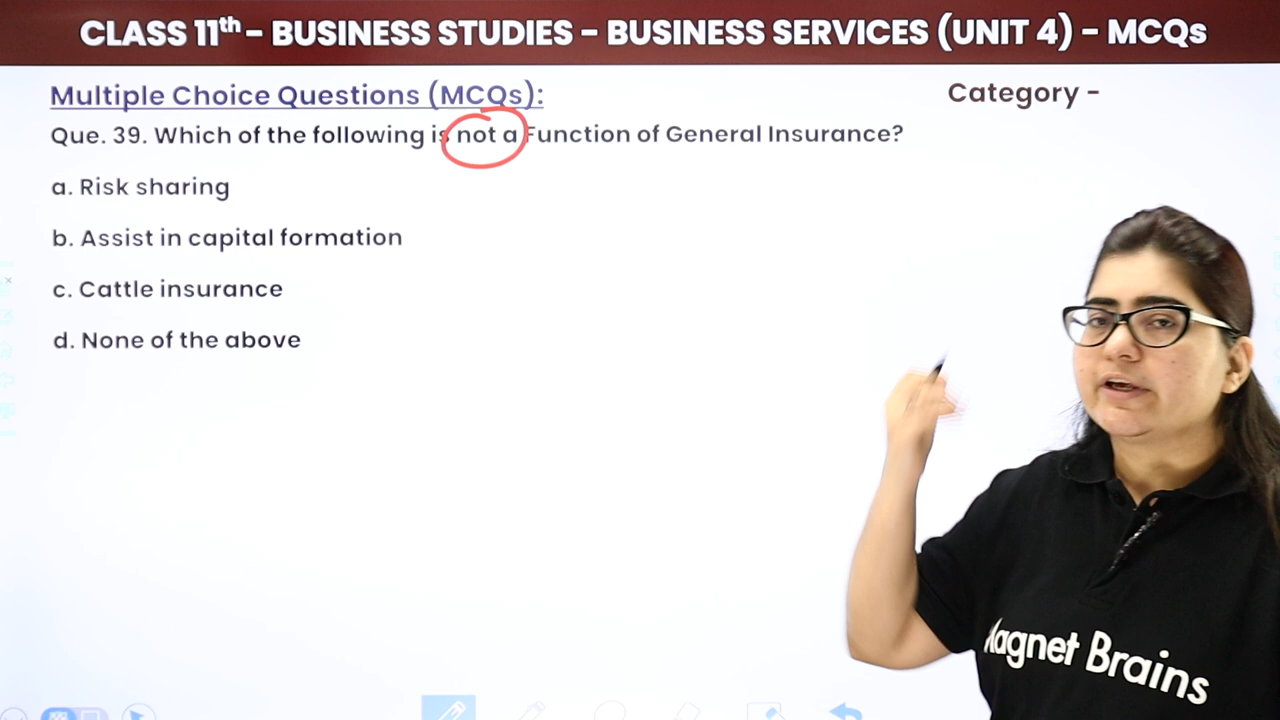 CLASS 11th – BUSINESS STUDIES – BUSINESS SERVICES (UNIT 4) – MCQs
Multiple Choice Questions (MCQs):
Category -
Que. 39. Which of the following is not a Function of General Insurance?
a. Risk sharing
b. Assist in capital formation
c. Cattle insurance
d. None of the above
Magnet Brains